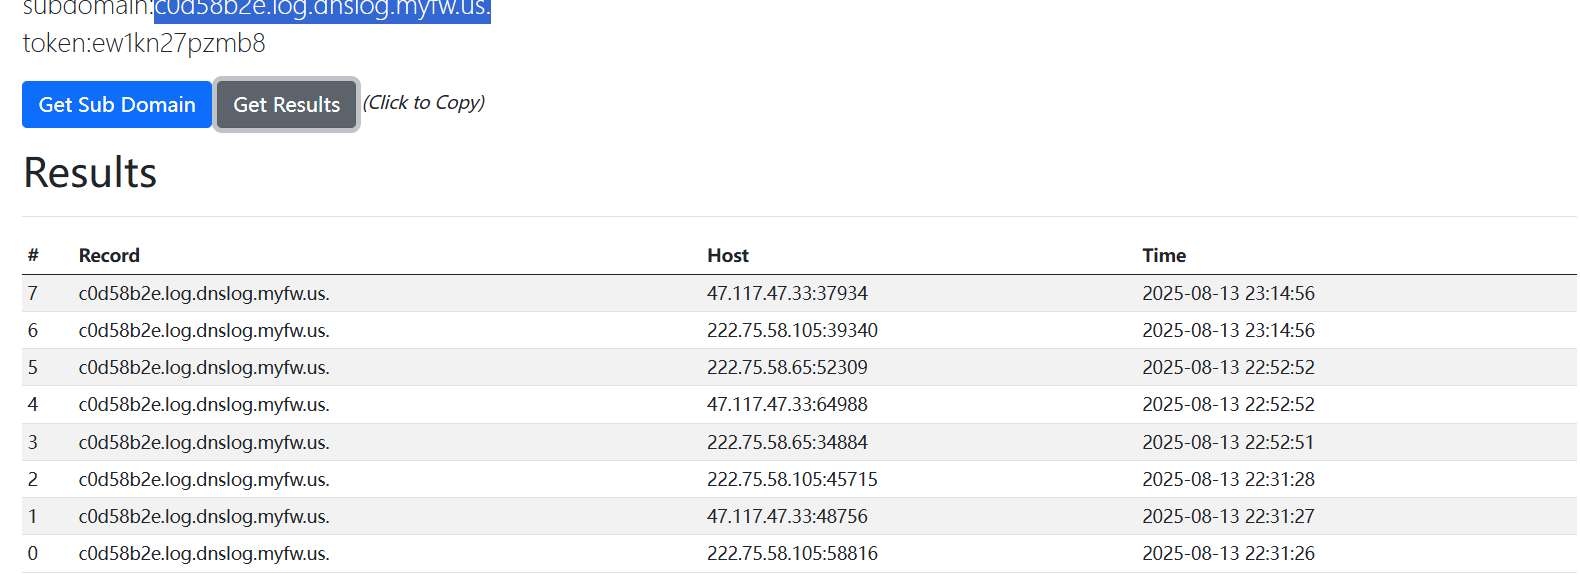 subdomain:c0d58b2e.log.dnslog.myfw.us.
token:ew1kn27pzmb8
Get Sub Domain Get Results (Click to Copy)
Results
# Record Host Time
7 c0d58b2e.log.dnslog.myfw.us. 47.117.47.33:37934 2025-08-13 23:14:56
6 c0d58b2e.log.dnslog.myfw.us. 222.75.58.105:39340 2025-08-13 23:14:56
5 c0d58b2e.log.dnslog.myfw.us. 222.75.58.65:52309 2025-08-13 22:52:52
4 c0d58b2e.log.dnslog.myfw.us. 47.117.47.33:64988 2025-08-13 22:52:52
3 c0d58b2e.log.dnslog.myfw.us. 222.75.58.65:34884 2025-08-13 22:52:51
2 c0d58b2e.log.dnslog.myfw.us. 222.75.58.105:45715 2025-08-13 22:31:28
1 c0d58b2e.log.dnslog.myfw.us. 47.117.47.33:48756 2025-08-13 22:31:27
0 c0d58b2e.log.dnslog.myfw.us. 222.75.58.105:58816 2025-08-13 22:31:26